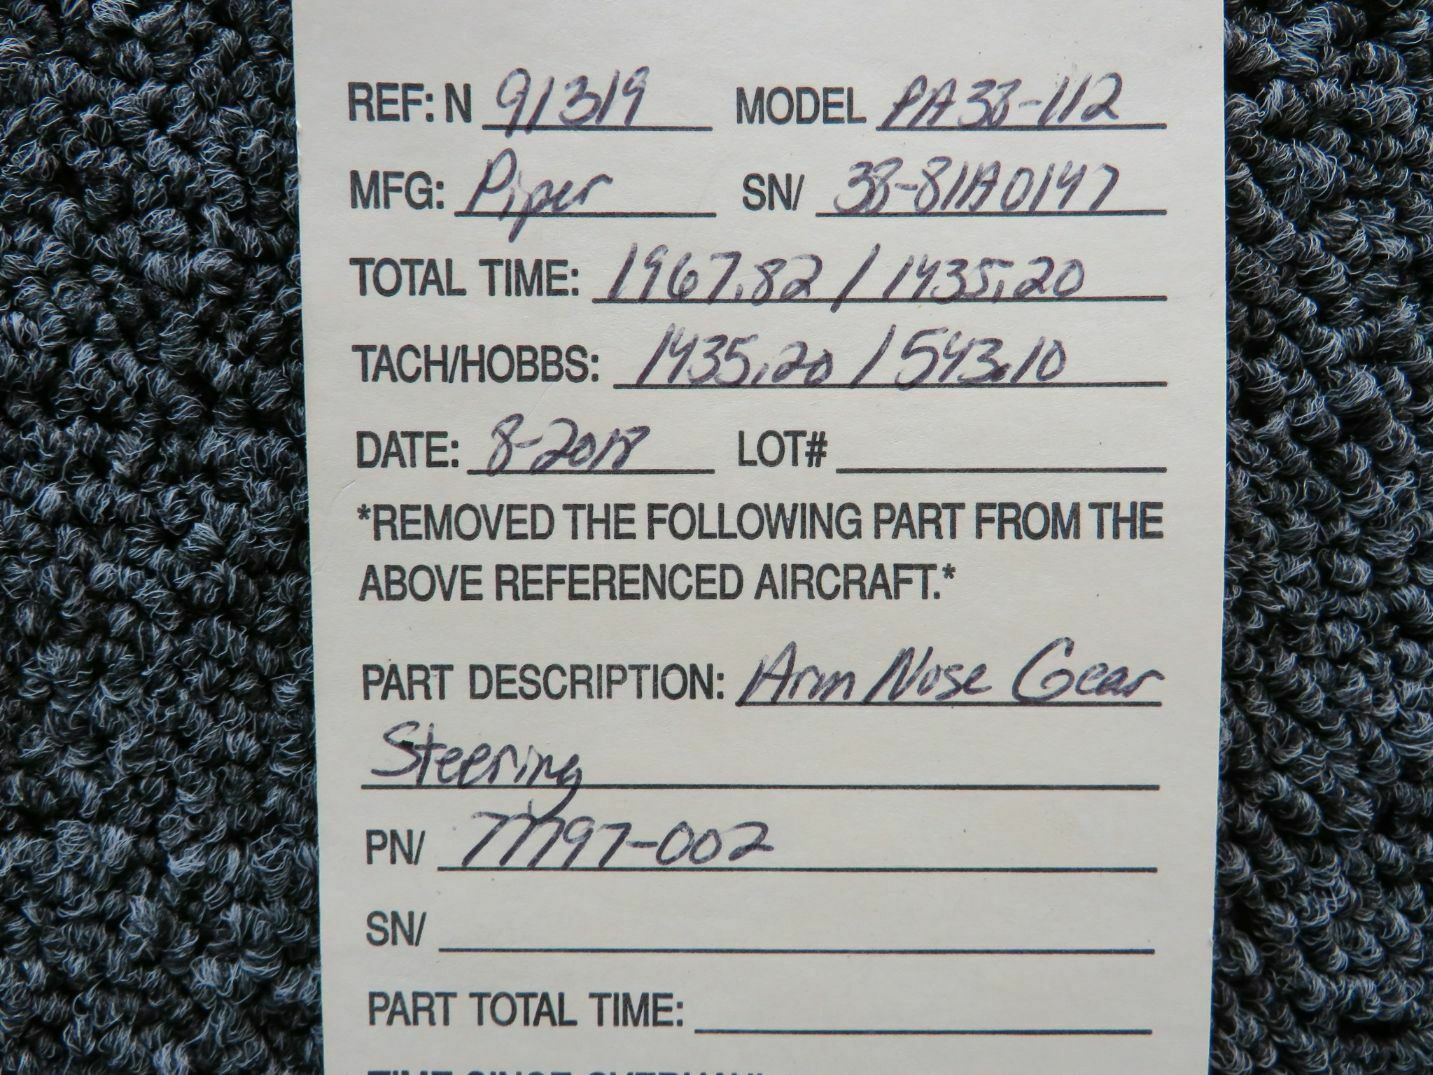 REF: N 91319 MODEL PA38-112
MFG: Piper SN/ 38-81A0147
TOTAL TIME: 1967.82 / 1435.20
TACH/HOBBS: 1435.20 / 543.10
DATE: 8-2018 LOT#
*REMOVED THE FOLLOWING PART FROM THE
ABOVE REFERENCED AIRCRAFT.*
PART DESCRIPTION: Arm Nose Gear
Steering
PN/ 77797-002
SN/
PART TOTAL TIME: